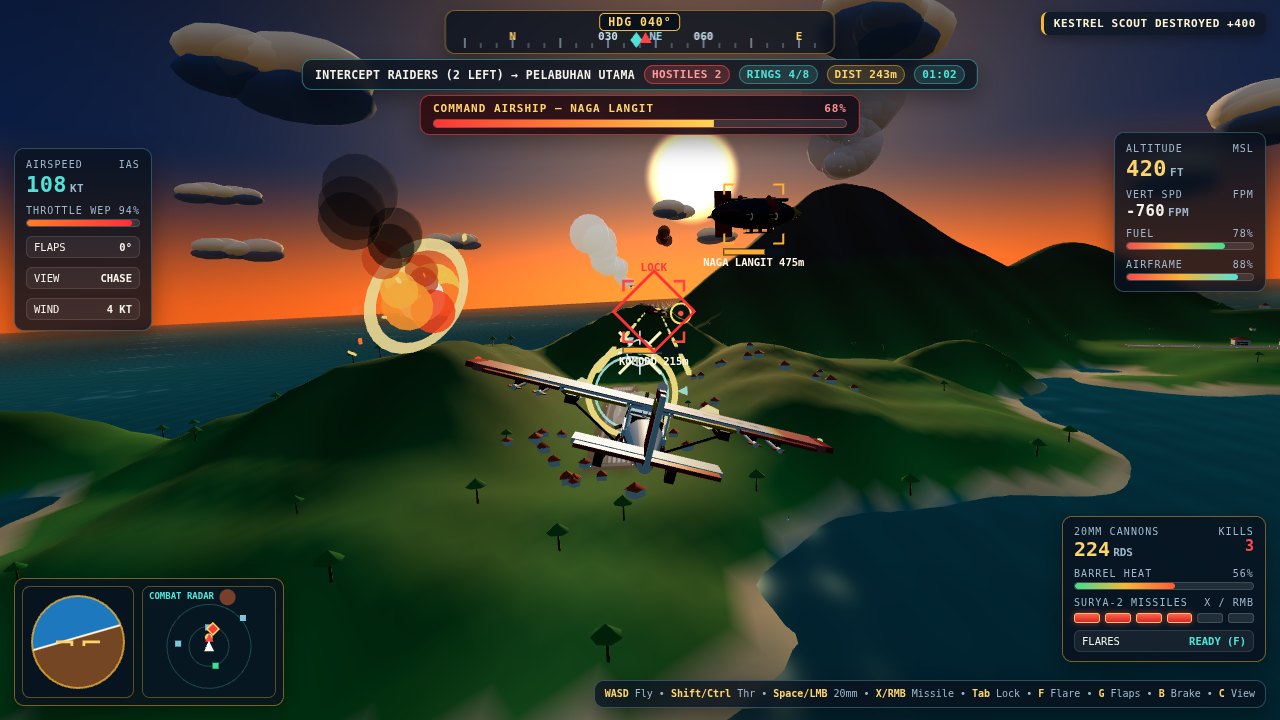 HDG 040°
N 030 NE 060 E
KESTREL SCOUT DESTROYED +400
INTERCEPT RAIDERS (2 LEFT) → PELABUHAN UTAMA HOSTILES 2 RINGS 4/8 DIST 243m 01:02
COMMAND AIRSHIP — NAGA LANGIT 68%
AIRSPEED IAS
108 KT
THROTTLE WEP 94%
FLAPS 0°
VIEW CHASE
WIND 4 KT
ALTITUDE MSL
420 FT
VERT SPD FPM
-760 FPM
FUEL 78%
AIRFRAME 88%
NAGA LANGIT 475m
LOCK
KOMODO 215m
COMBAT RADAR
20MM CANNONS KILLS
224 RDS 3
BARREL HEAT 56%
SURYA-2 MISSILES X / RMB
FLARES READY (F)
WASD Fly • Shift/Ctrl Thr • Space/LMB 20mm • X/RMB Missile • Tab Lock • F Flare • G Flaps • B Brake • C View